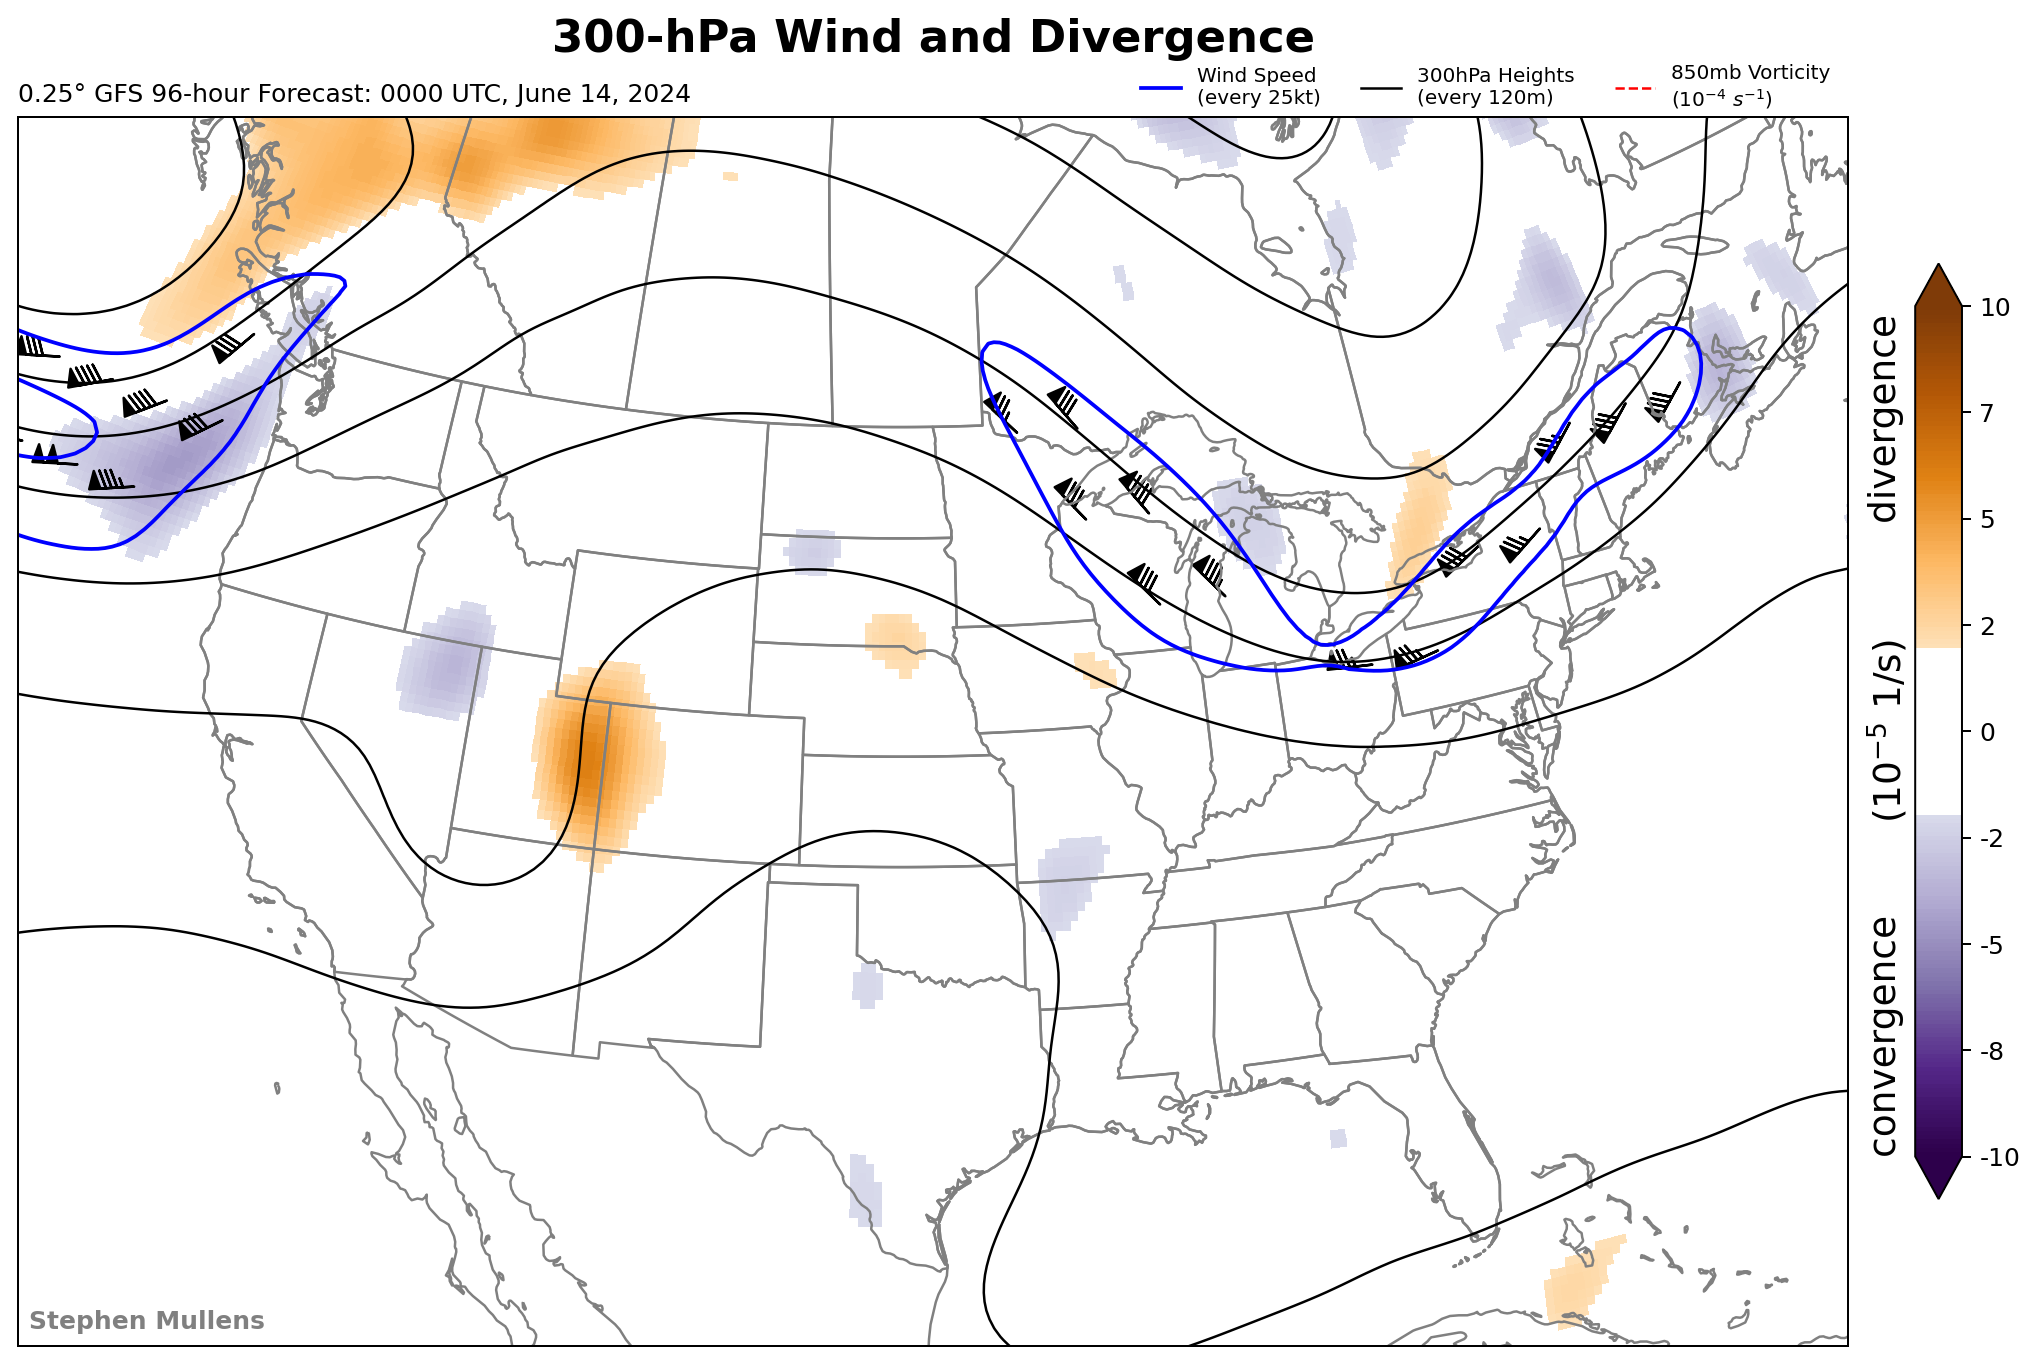 300-hPa Wind and Divergence
0.25° GFS 96-hour Forecast: 0000 UTC, June 14, 2024
Wind Speed
(every 25kt)
300hPa Heights
(every 120m)
850mb Vorticity
(10⁻⁴ s⁻¹)
10
7
5
2
0
-2
-5
-8
-10
convergence (10⁻⁵ 1/s) divergence
Stephen Mullens